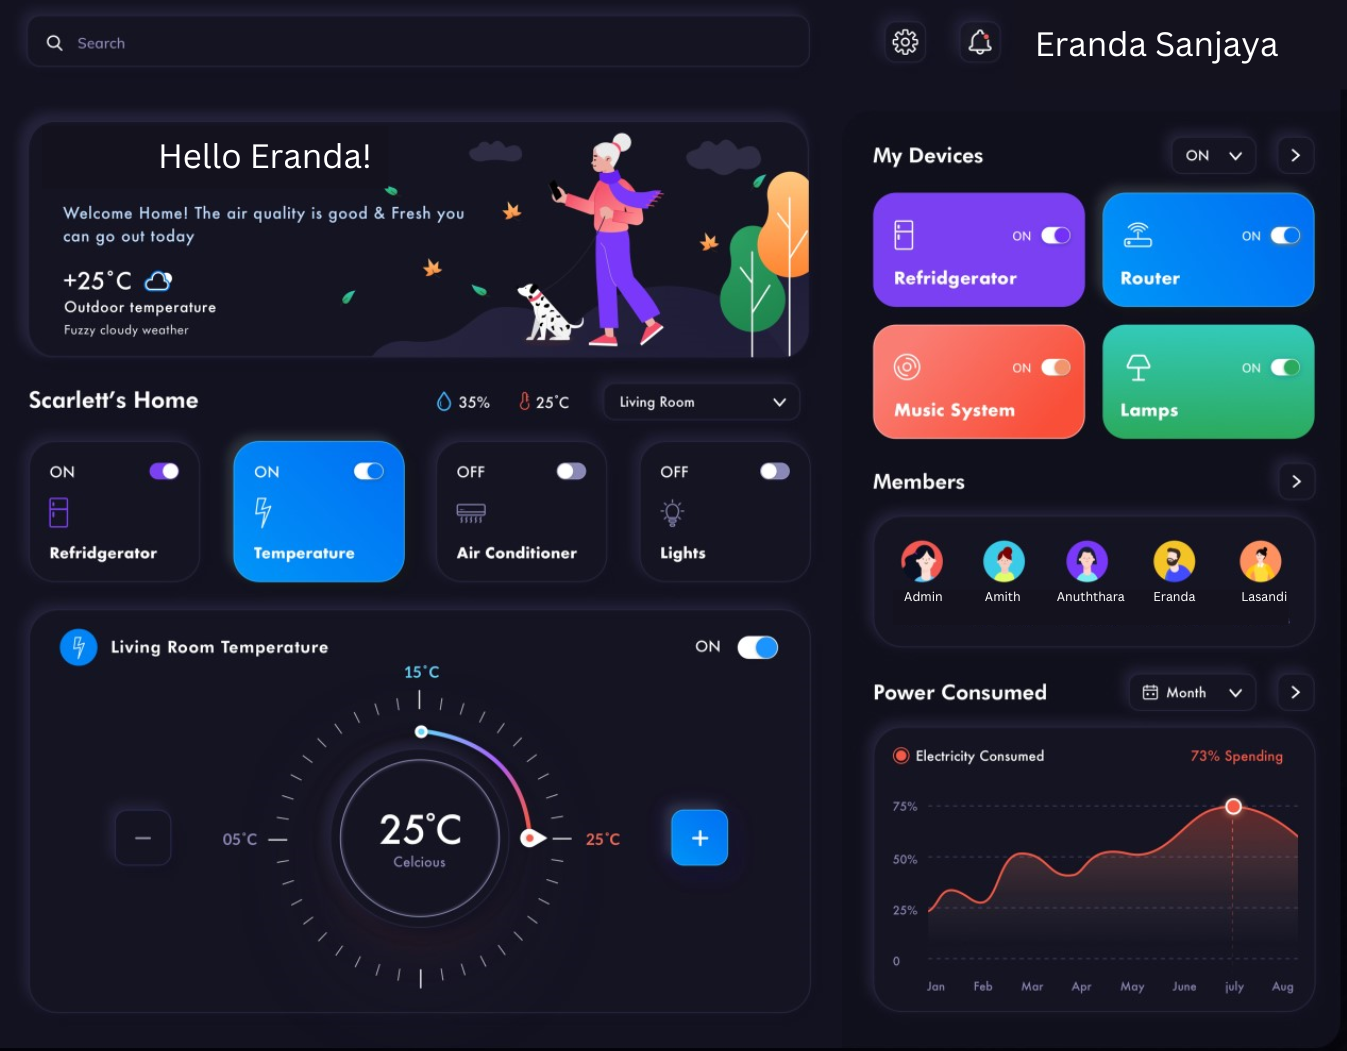 Search
Eranda Sanjaya
Hello Eranda!
Welcome Home! The air quality is good & Fresh you
can go out today
+25°C
Outdoor temperature
Fuzzy cloudy weather
Scarlett's Home
35%
25°C
Living Room
ON
Refridgerator
ON
Temperature
OFF
Air Conditioner
OFF
Lights
Living Room Temperature
ON
15°C
05°C
25°C
Celcious
25°C
My Devices
ON
ON
Refridgerator
ON
Router
ON
Music System
ON
Lamps
Members
Admin
Amith
Anuththara
Eranda
Lasandi
Power Consumed
Month
Electricity Consumed
73% Spending
75%
50%
25%
0
Jan Feb Mar Apr May June july Aug